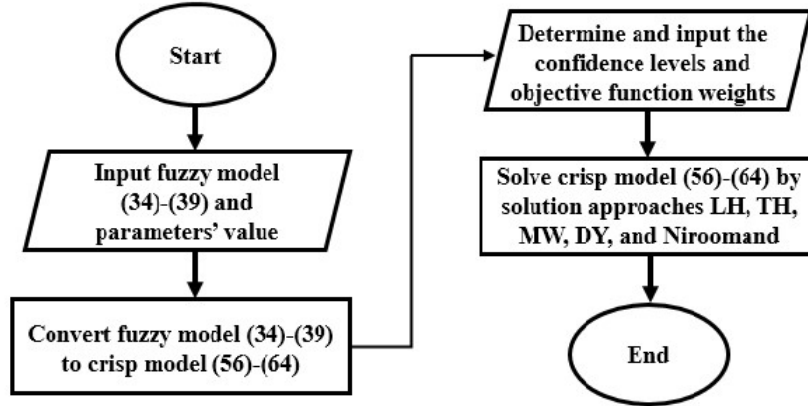 Start
Input fuzzy model
(34)-(39) and
parameters’ value
Convert fuzzy model (34)-(39)
to crisp model (56)-(64)
Determine and input the
confidence levels and
objective function weights
Solve crisp model (56)-(64) by
solution approaches LH, TH,
MW, DY, and Niroomand
End